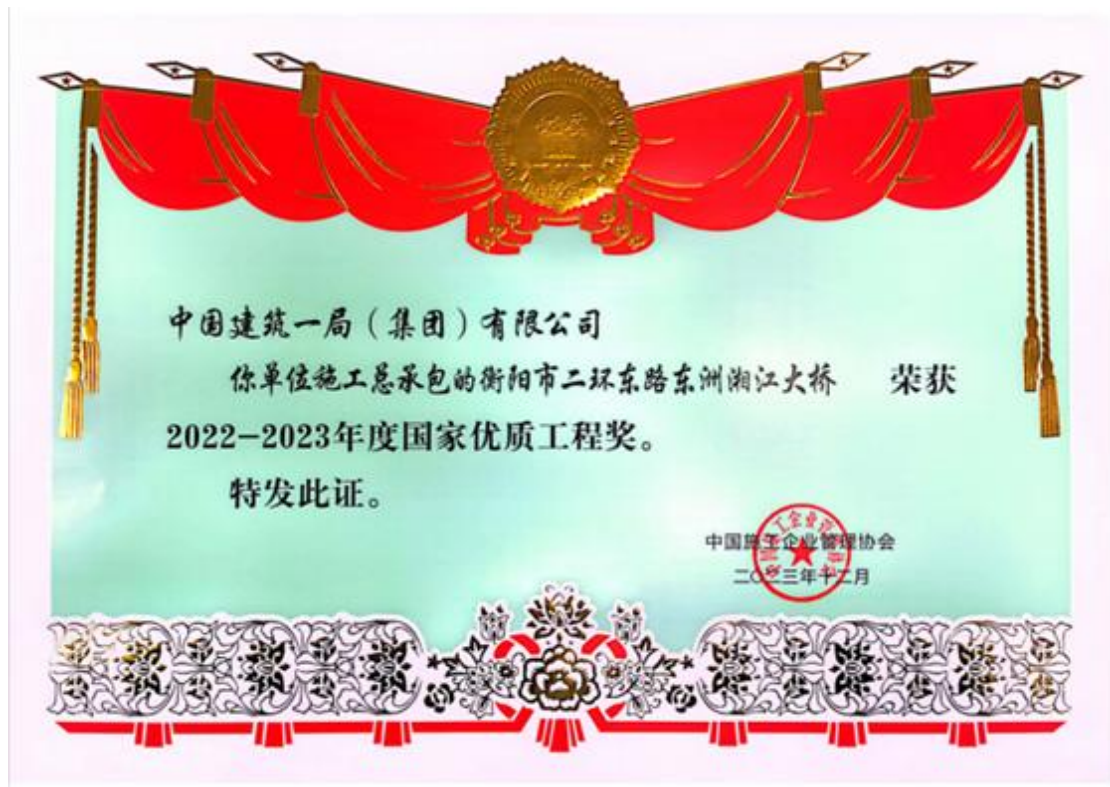 中国建筑一局（集团）有限公司
你单位施工总承包的衡阳市二环东路东洲湘江大桥 荣获
2022-2023年度国家优质工程奖。
特发此证。
中国施工企业管理协会
二〇二三年十二月